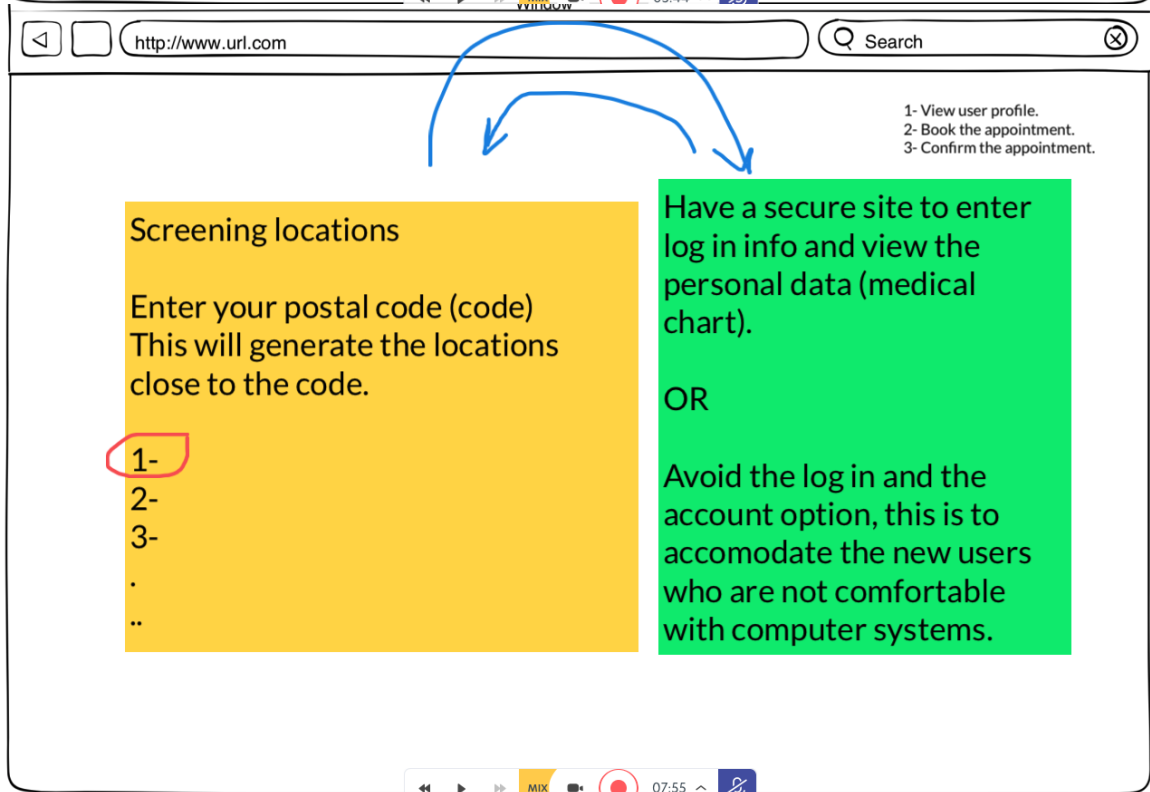 Window
http://www.url.com
Search
1- View user profile.
2- Book the appointment.
3- Confirm the appointment.
Screening locations
Enter your postal code (code)
This will generate the locations
close to the code.
1-
2-
3-
.
..
Have a secure site to enter
log in info and view the
personal data (medical
chart).
OR
Avoid the log in and the
account option, this is to
accomodate the new users
who are not comfortable
with computer systems.
MIX
07:55